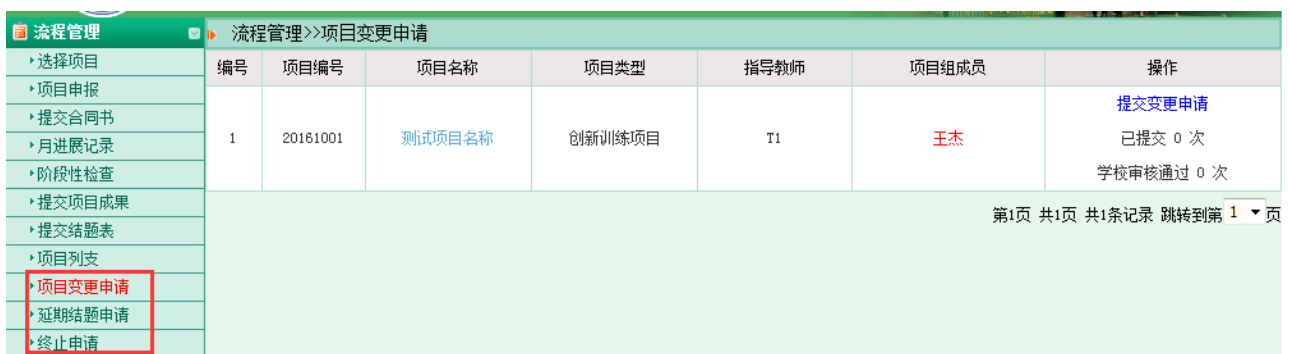 流程管理
选择项目
项目申报
提交合同书
月进展记录
阶段性检查
提交项目成果
提交结题表
项目列支
项目变更申请
延期结题申请
终止申请
流程管理>>项目变更申请
编号 项目编号 项目名称 项目类型 指导教师 项目组成员 操作
提交变更申请
1 20161001 测试项目名称 创新训练项目 T1 王杰 已提交 0 次
学校审核通过 0 次
第1页 共1页 共1条记录 跳转到第 1 页